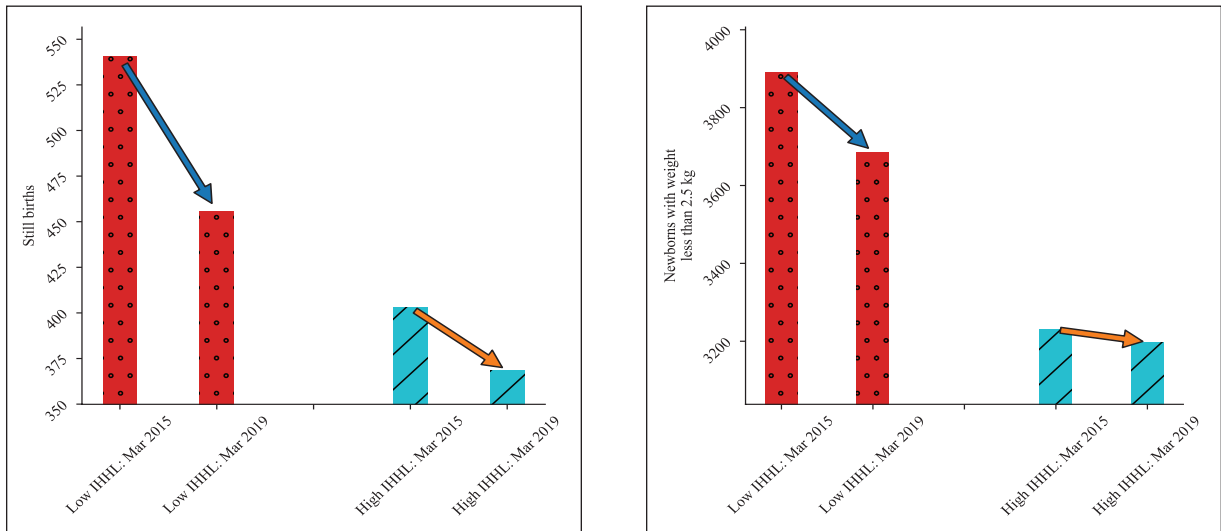 Still births
550
525
500
475
450
425
400
375
350
Low IHHL: Mar 2015
Low IHHL: Mar 2019
High IHHL: Mar 2015
High IHHL: Mar 2019
Newborns with weight
less than 2.5 kg
4000
3800
3600
3400
3200
Low IHHL: Mar 2015
Low IHHL: Mar 2019
High IHHL: Mar 2015
High IHHL: Mar 2019